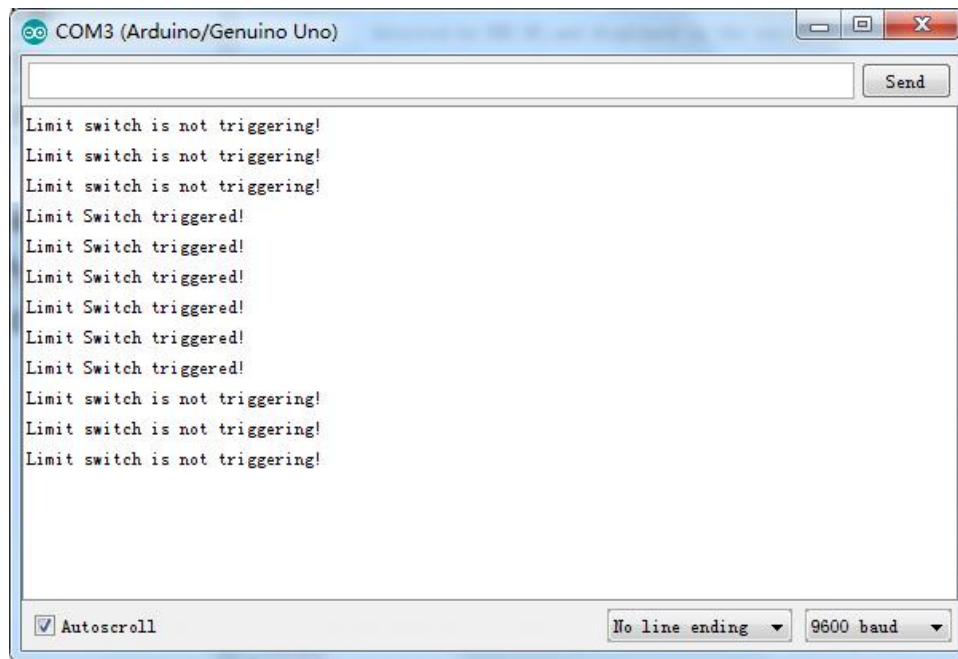 COM3 (Arduino/Genuino Uno)
Send
Limit switch is not triggering!
Limit switch is not triggering!
Limit switch is not triggering!
Limit Switch triggered!
Limit Switch triggered!
Limit Switch triggered!
Limit Switch triggered!
Limit Switch triggered!
Limit Switch triggered!
Limit switch is not triggering!
Limit switch is not triggering!
Limit switch is not triggering!
Autoscroll
No line ending
9600 baud